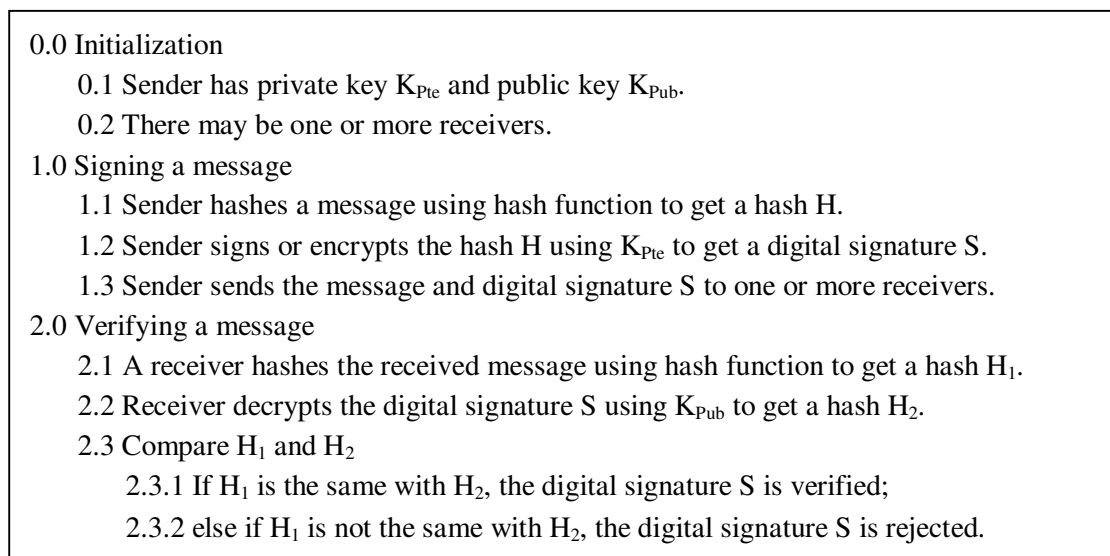 0.0 Initialization
0.1 Sender has private key K_Pte and public key K_Pub.
0.2 There may be one or more receivers.
1.0 Signing a message
1.1 Sender hashes a message using hash function to get a hash H.
1.2 Sender signs or encrypts the hash H using K_Pte to get a digital signature S.
1.3 Sender sends the message and digital signature S to one or more receivers.
2.0 Verifying a message
2.1 A receiver hashes the received message using hash function to get a hash H₁.
2.2 Receiver decrypts the digital signature S using K_Pub to get a hash H₂.
2.3 Compare H₁ and H₂
2.3.1 If H₁ is the same with H₂, the digital signature S is verified;
2.3.2 else if H₁ is not the same with H₂, the digital signature S is rejected.